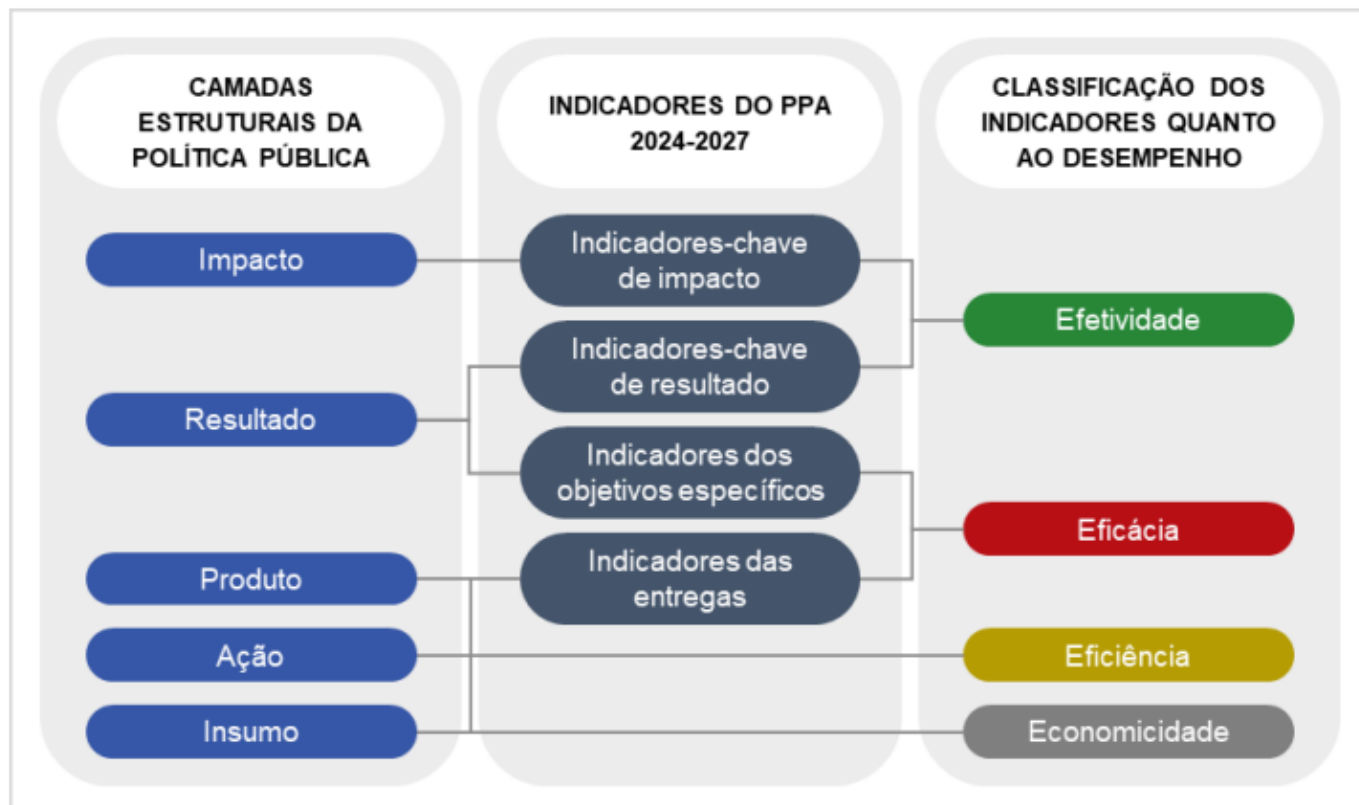 CAMADAS
ESTRUTURAIS DA
POLÍTICA PÚBLICA
Impacto
Resultado
Produto
Ação
Insumo
INDICADORES DO PPA
2024-2027
Indicadores-chave
de impacto
Indicadores-chave
de resultado
Indicadores dos
objetivos específicos
Indicadores das
entregas
CLASSIFICAÇÃO DOS
INDICADORES QUANTO
AO DESEMPENHO
Efetividade
Eficácia
Eficiência
Economicidade